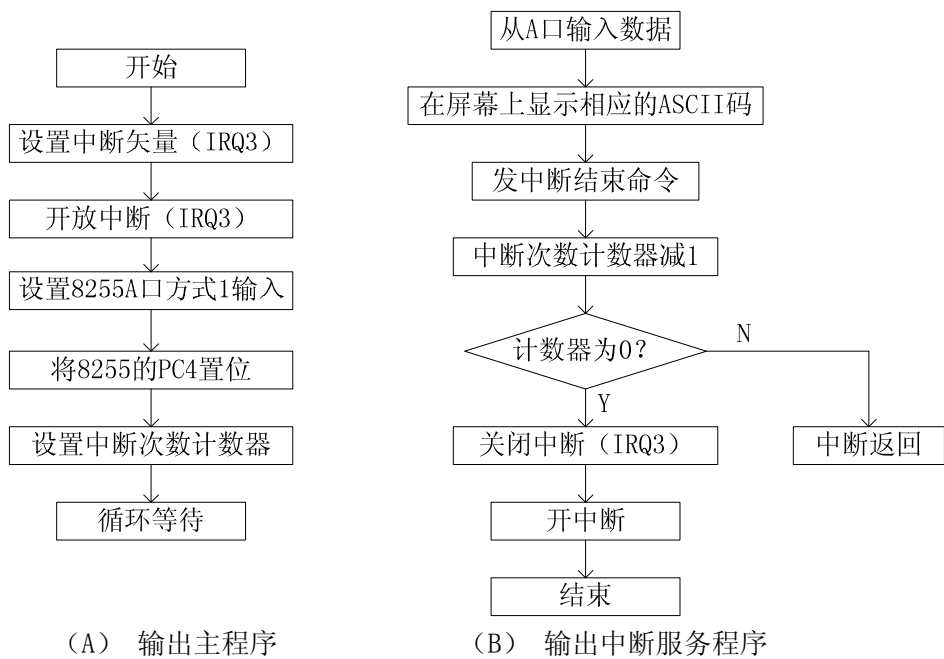 开始
设置中断矢量（IRQ3）
开放中断（IRQ3）
设置8255A口方式1输入
将8255的PC4置位
设置中断次数计数器
循环等待
（A） 输出主程序
从A口输入数据
在屏幕上显示相应的ASCII码
发中断结束命令
中断次数计数器减1
计数器为0？
N
Y
关闭中断（IRQ3）
中断返回
开中断
结束
（B） 输出中断服务程序